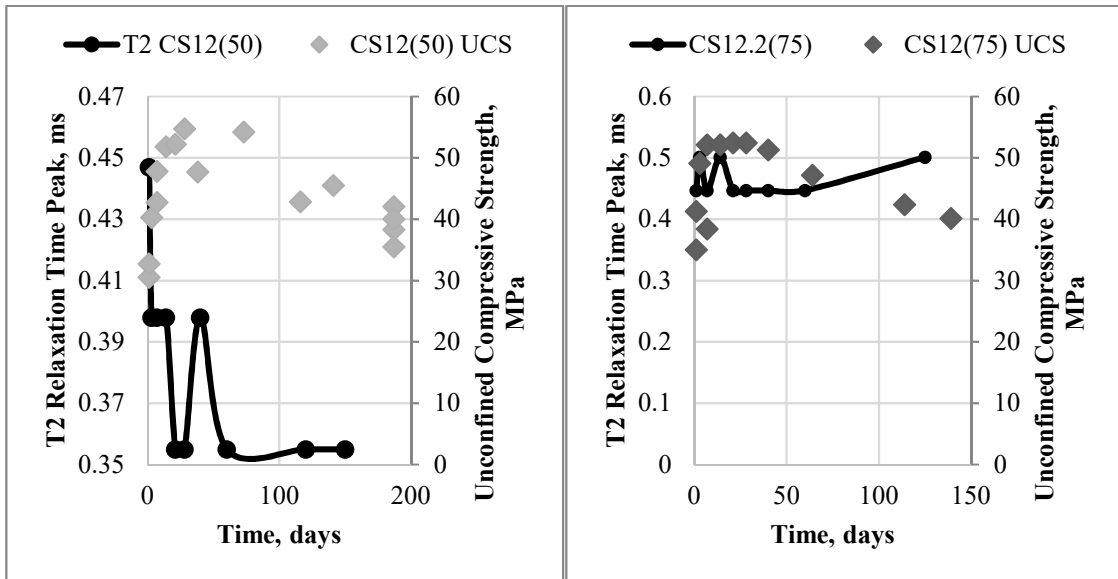 T2 CS12(50) CS12(50) UCS
T2 Relaxation Time Peak, ms
0.47
0.45
0.43
0.41
0.39
0.37
0.35
60
50
40
30
20
10
0
Unconfined Compressive Strength,
MPa
0 100 200
Time, days
CS12.2(75) CS12(75) UCS
T2 Relaxation Time Peak, ms
0.6
0.5
0.4
0.3
0.2
0.1
0
60
50
40
30
20
10
0
Unconfined Compressive Strength,
MPa
0 50 100 150
Time, days